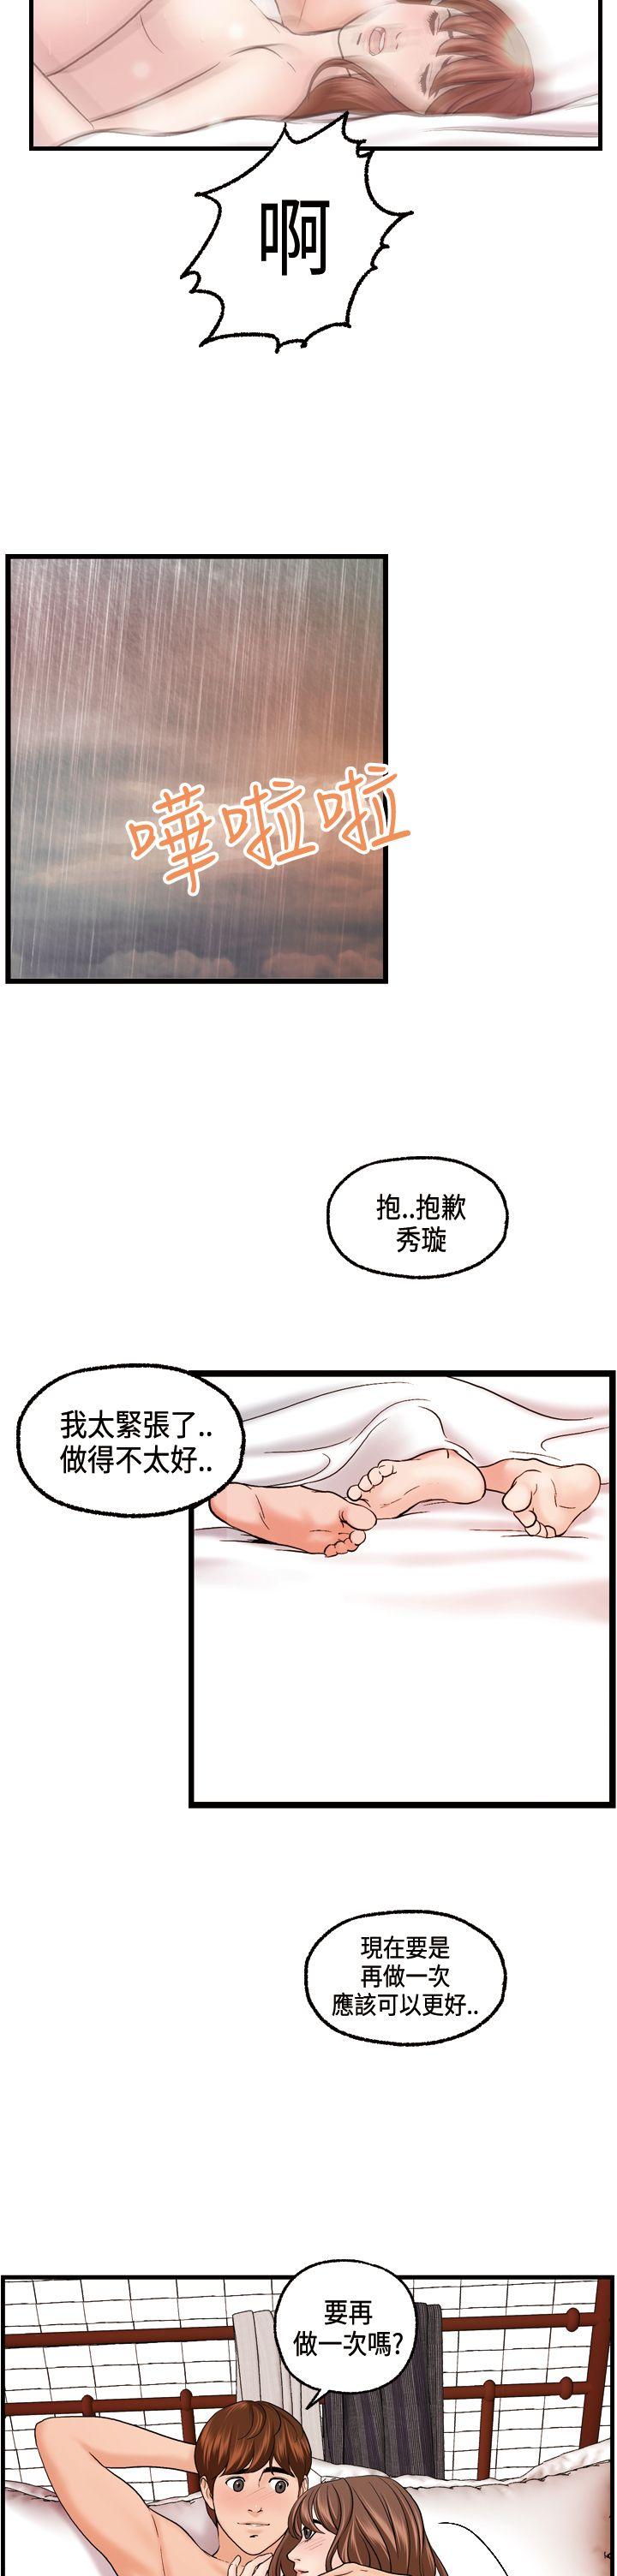 啊
嘩啦啦
抱..抱歉
秀璇
我太緊張了..
做得不太好..
現在要是
再做一次
應該可以更好..
要再
做一次嗎?